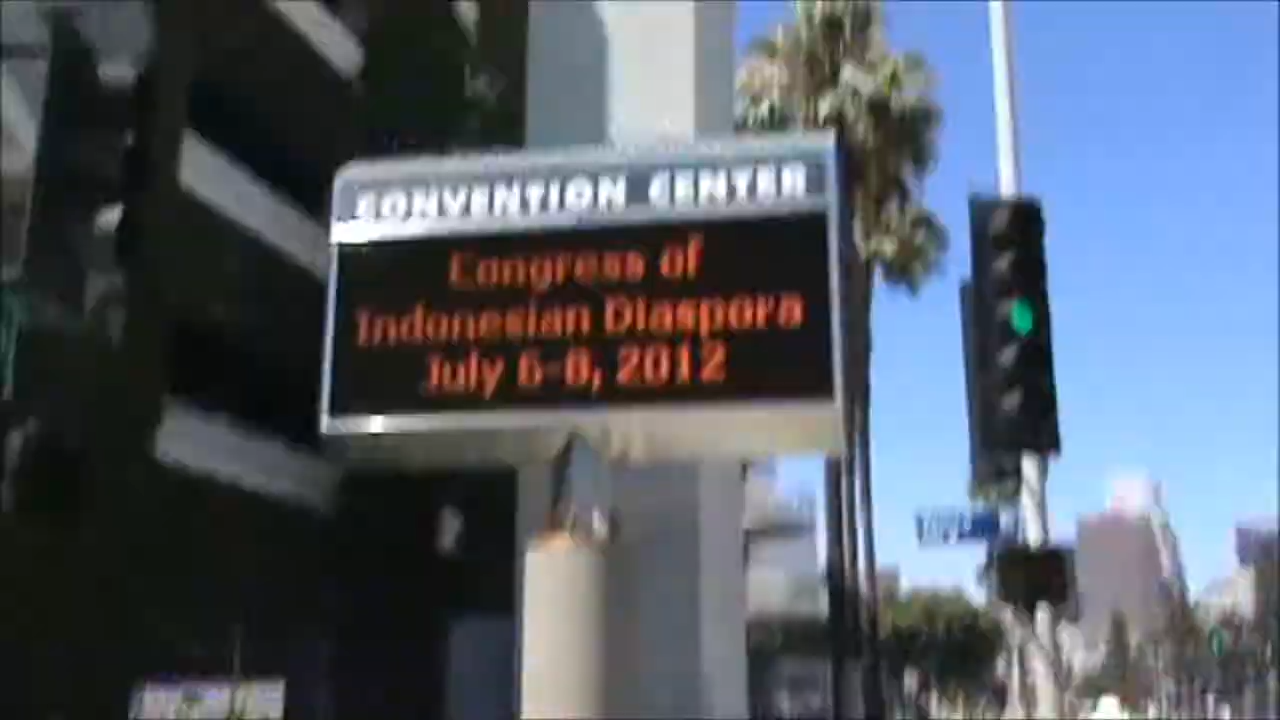 CONVENTION CENTER
Congress of
Indonesian Diaspora
July 6-8, 2012